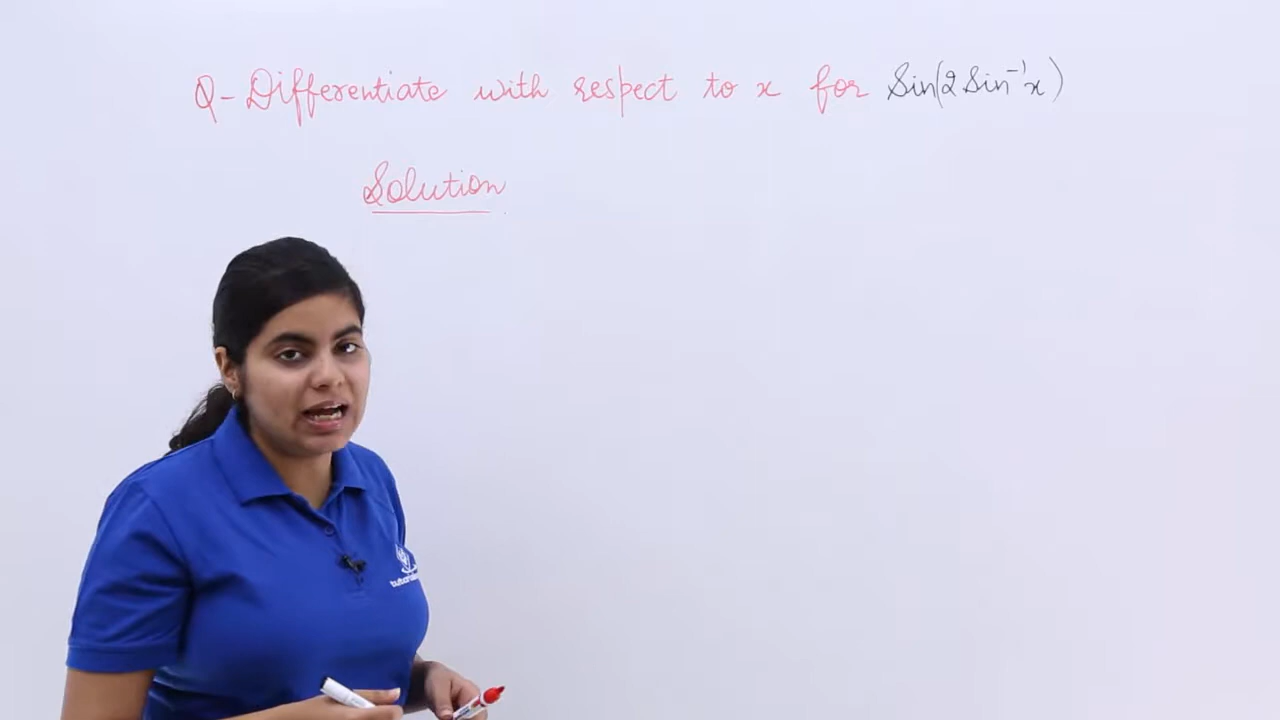 Q- Differentiate with respect to x for Sin(2 Sin⁻¹x)
Solution